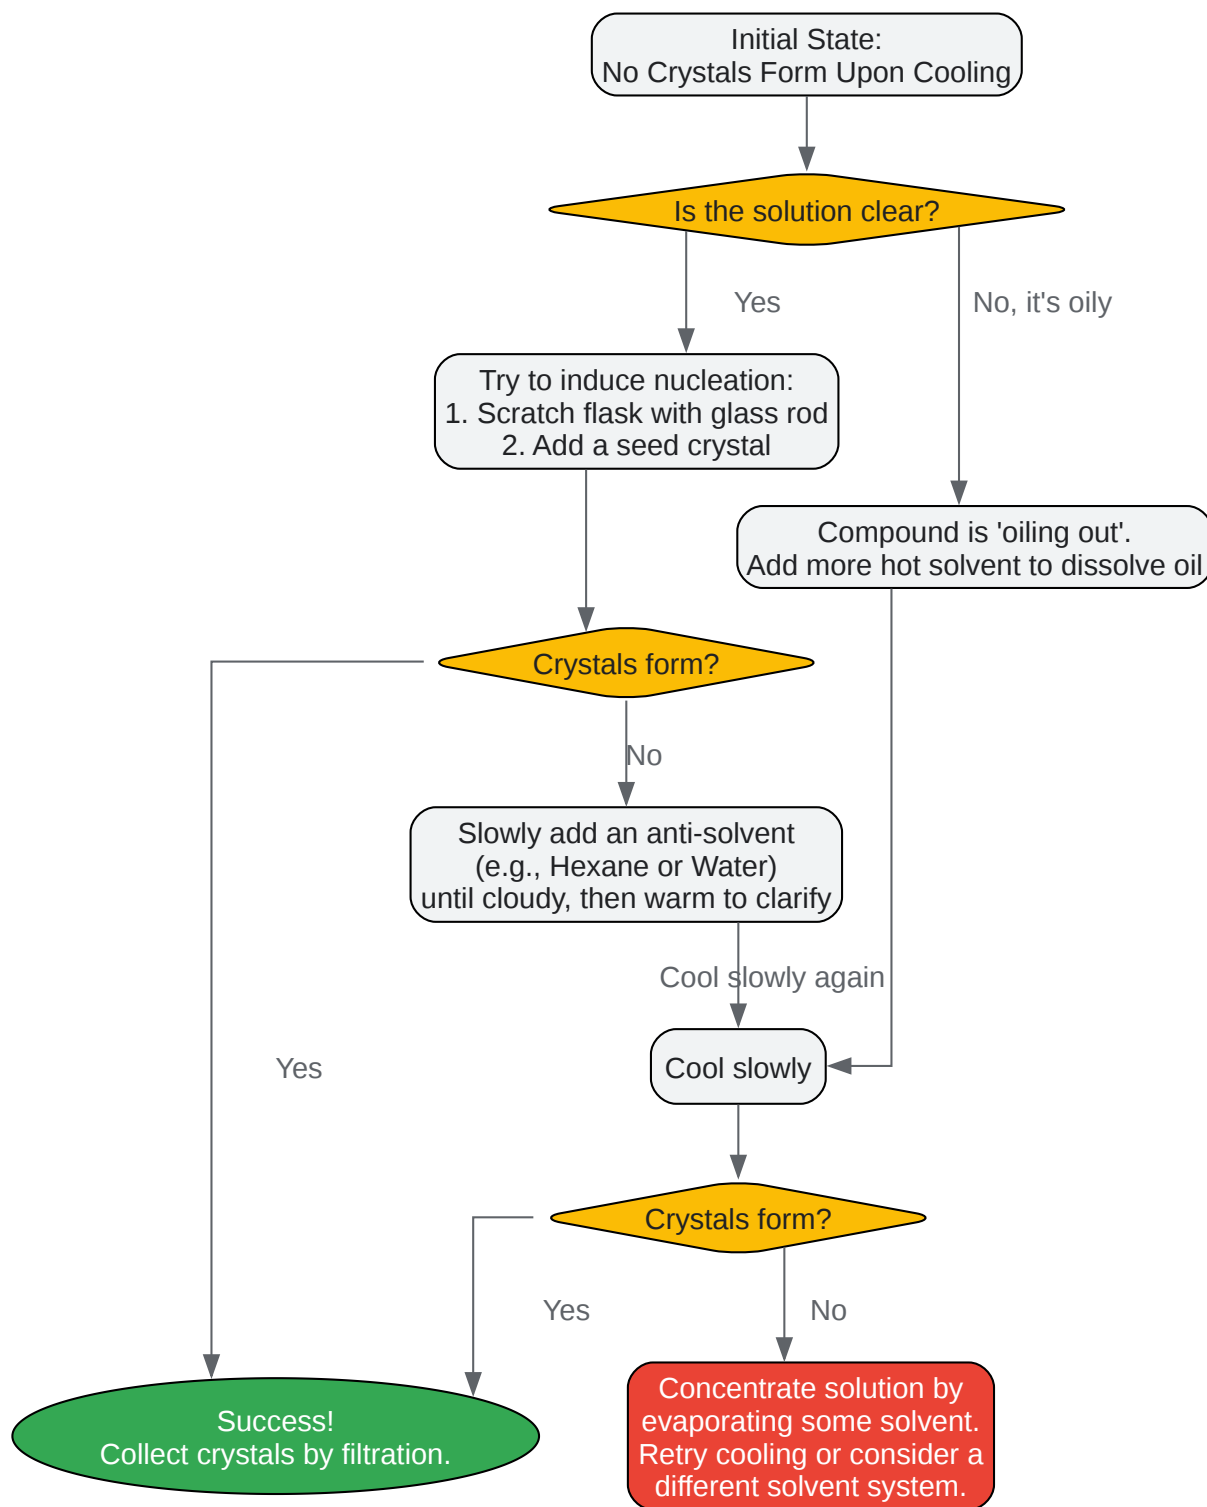 Initial State:
No Crystals Form Upon Cooling
Is the solution clear?
Yes
No, it's oily
Try to induce nucleation:
1. Scratch flask with glass rod
2. Add a seed crystal
Compound is 'oiling out'.
Add more hot solvent to dissolve oil
Crystals form?
No
Slowly add an anti-solvent
(e.g., Hexane or Water)
until cloudy, then warm to clarify
Cool slowly again
Yes
Cool slowly
Crystals form?
Yes
No
Success!
Collect crystals by filtration.
Concentrate solution by
evaporating some solvent.
Retry cooling or consider a
different solvent system.